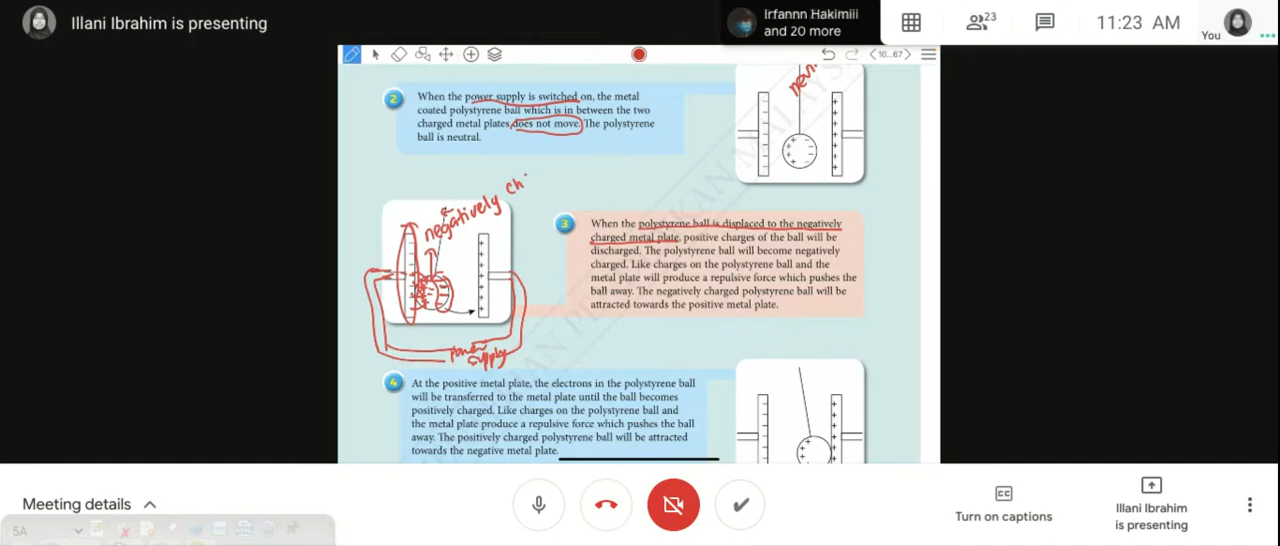 Illani Ibrahim is presenting
Irfannn Hakimiii
and 20 more
23
11:23 AM
You
10...67
2
When the power supply is switched on, the metal
coated polystyrene ball which is in between the two
charged metal plates, does not move. The polystyrene
ball is neutral.
negatively ch
3
When the polystyrene ball is displaced to the negatively
charged metal plate, positive charges of the ball will be
discharged. The polystyrene ball will become negatively
charged. Like charges on the polystyrene ball and the
metal plate will produce a repulsive force which pushes the
ball away. The negatively charged polystyrene ball will be
attracted towards the positive metal plate.
power
supply
4
At the positive metal plate, the electrons in the polystyrene ball
will be transferred to the metal plate until the ball becomes
positively charged. Like charges on the polystyrene ball and
the metal plate produce a repulsive force which pushes the ball
away. The positively charged polystyrene ball will be attracted
towards the negative metal plate.
Meeting details
CC
Turn on captions
Illani Ibrahim
is presenting
5A